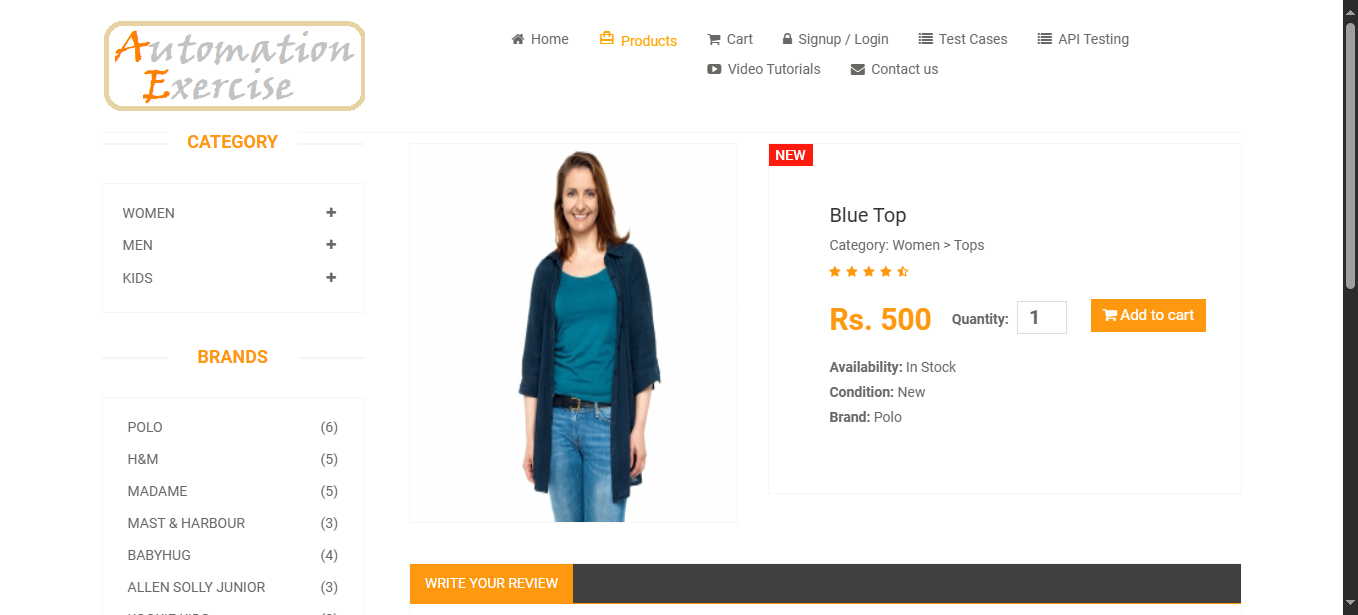 Automation
Exercise
Home
Products
Cart
Signup / Login
Test Cases
API Testing
Video Tutorials
Contact us
CATEGORY
WOMEN
MEN
KIDS
BRANDS
POLO (6)
H&M (5)
MADAME (5)
MAST & HARBOUR (3)
BABYHUG (4)
ALLEN SOLLY JUNIOR (3)
NEW
Blue Top
Category: Women > Tops
Rs. 500 Quantity: 1 Add to cart
Availability: In Stock
Condition: New
Brand: Polo
WRITE YOUR REVIEW